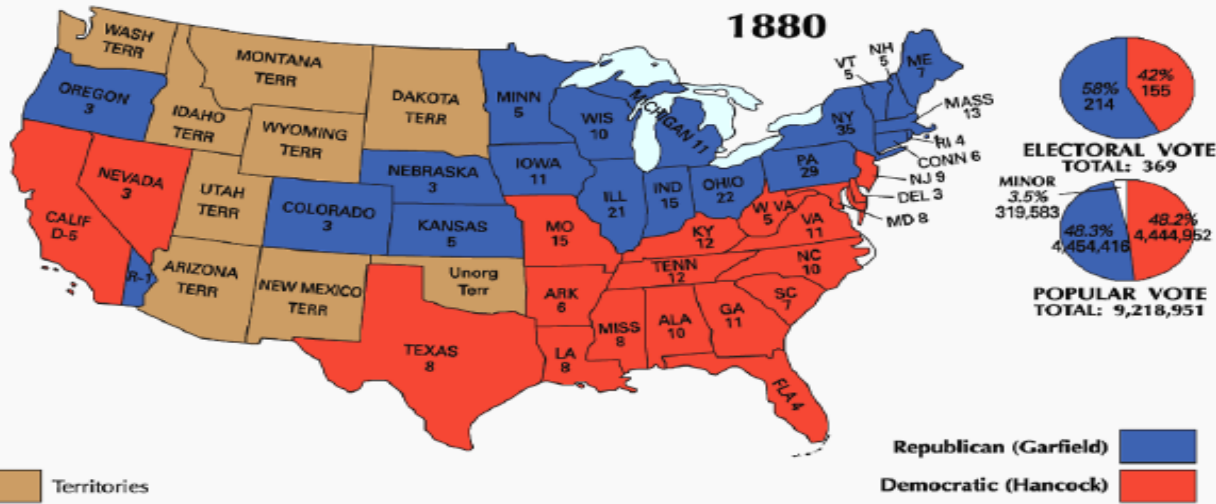 1880
WASH
TERR
MONTANA
TERR
OREGON
3
IDAHO
TERR
WYOMING
TERR
DAKOTA
TERR
MINN
5
WIS
10
MICHIGAN 11
VT
5
NH
5
ME
7
MASS
13
NY
35
RI 4
CONN 6
PA
29
NJ 9
DEL 3
MD 8
NEVADA
3
UTAH
TERR
COLORADO
3
NEBRASKA
3
KANSAS
5
IOWA
11
ILL
21
IND
15
OHIO
22
W VA
5
VA
11
CALIF
D-5
R-1
ARIZONA
TERR
NEW MEXICO
TERR
Unorg
Terr
MO
15
KY
12
TENN
12
NC
10
ARK
6
SC
7
TEXAS
8
LA
8
MISS
8
ALA
10
GA
11
FLA 4
58%
214
42%
155
ELECTORAL VOTE
TOTAL: 369
MINOR
3.5%
319,583
48.3%
4,454,416
48.2%
4,444,952
POPULAR VOTE
TOTAL: 9,218,951
Republican (Garfield)
Democratic (Hancock)
Territories